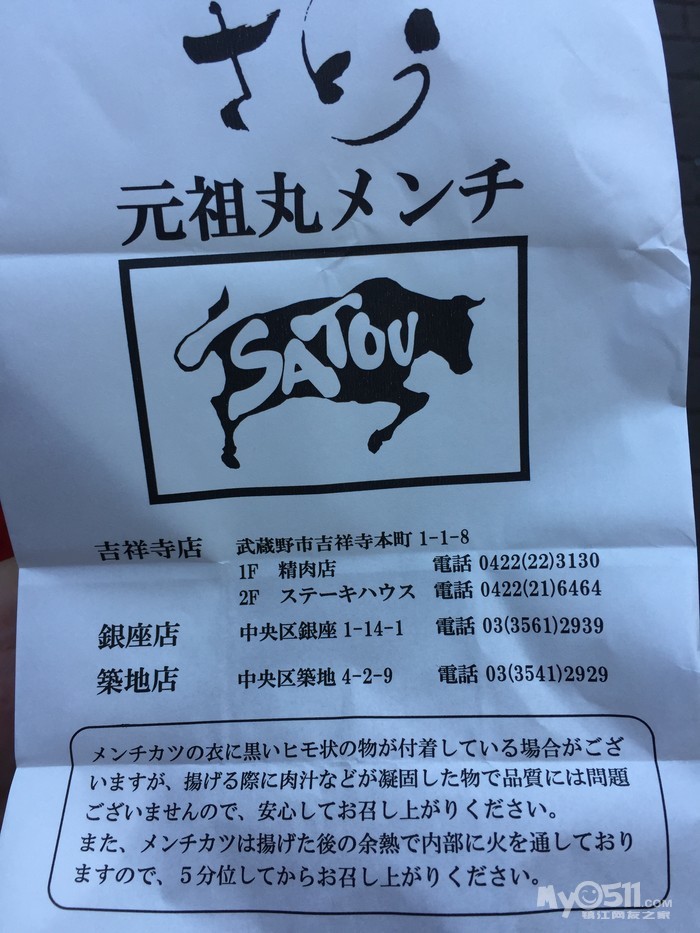 さとう
元祖丸メンチ
SATOU
吉祥寺店 武蔵野市吉祥寺本町 1-1-8
1F 精肉店 電話 0422(22)3130
2F ステーキハウス 電話 0422(21)6464
銀座店 中央区銀座 1-14-1 電話 03(3561)2939
築地店 中央区築地 4-2-9 電話 03(3541)2929
メンチカツの衣に黒いヒモ状の物が付着している場合がござ
いますが、揚げる際に肉汁などが凝固した物で品質には問題
ございませんので、安心してお召し上がりください。
また、メンチカツは揚げた後の余熱で内部に火を通しており
ますので、5分位してからお召し上がりください。
My0511.COM
镇江网友之家